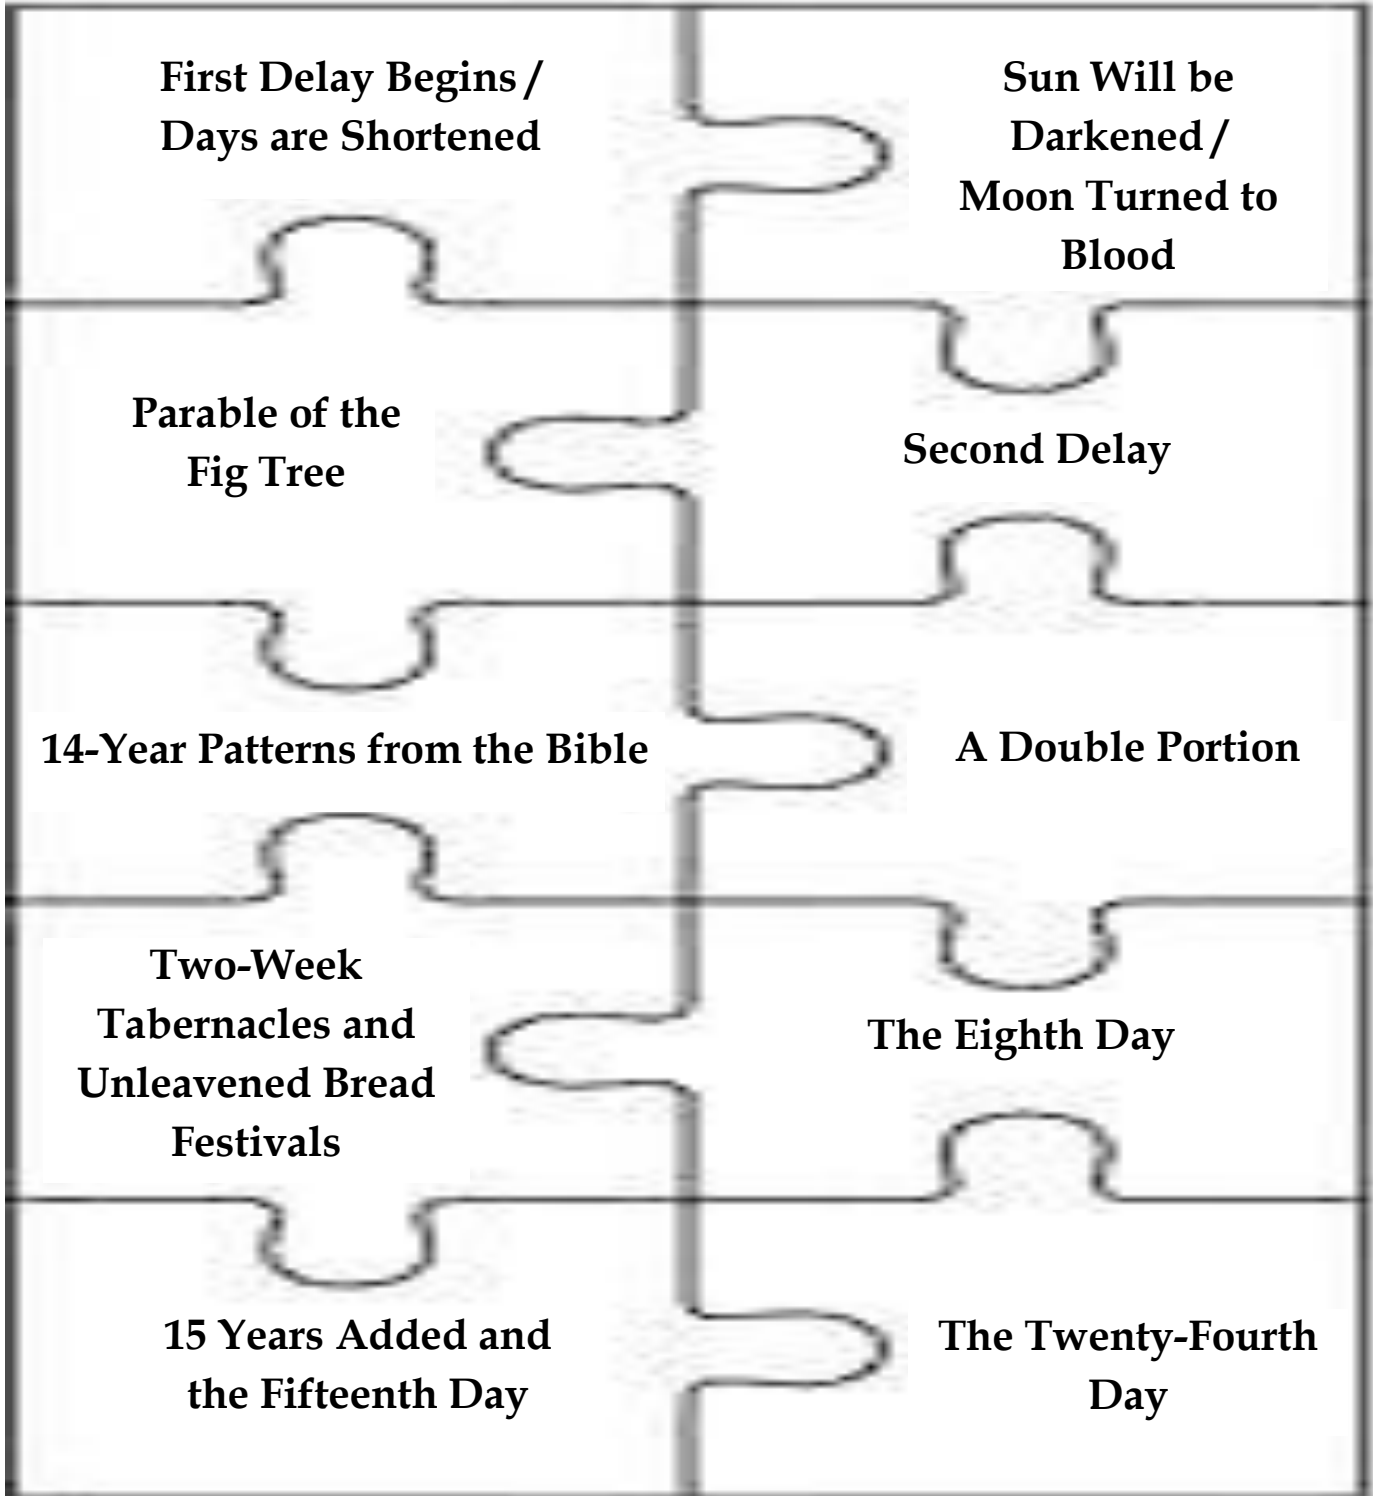 First Delay Begins /
Days are Shortened
Sun Will be
Darkened /
Moon Turned to
Blood
Parable of the
Fig Tree
Second Delay
14-Year Patterns from the Bible
A Double Portion
Two-Week
Tabernacles and
Unleavened Bread
Festivals
The Eighth Day
15 Years Added and
the Fifteenth Day
The Twenty-Fourth
Day